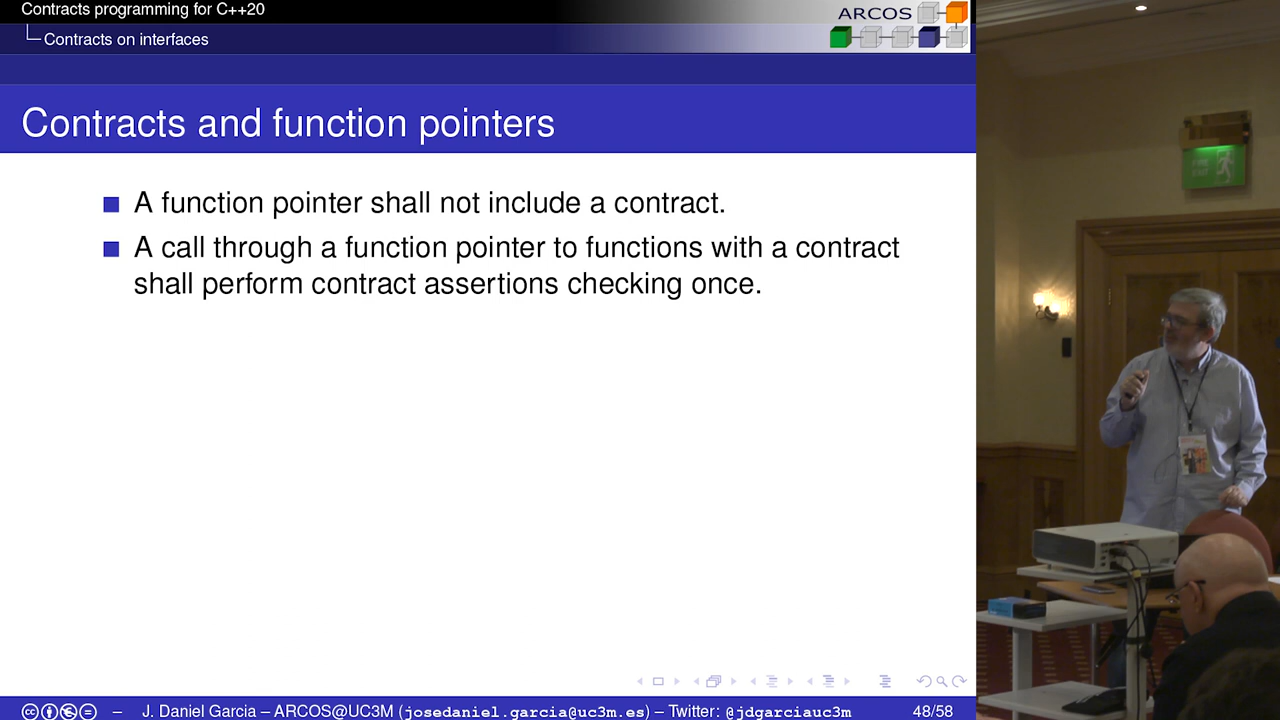 Contracts programming for C++20
Contracts on interfaces
ARCOS
Contracts and function pointers
A function pointer shall not include a contract.
A call through a function pointer to functions with a contract
shall perform contract assertions checking once.
FIRE
EXIT
– J. Daniel Garcia – ARCOS@UC3M (josedaniel.garcia@uc3m.es) – Twitter: @jdgarciauc3m 48/58